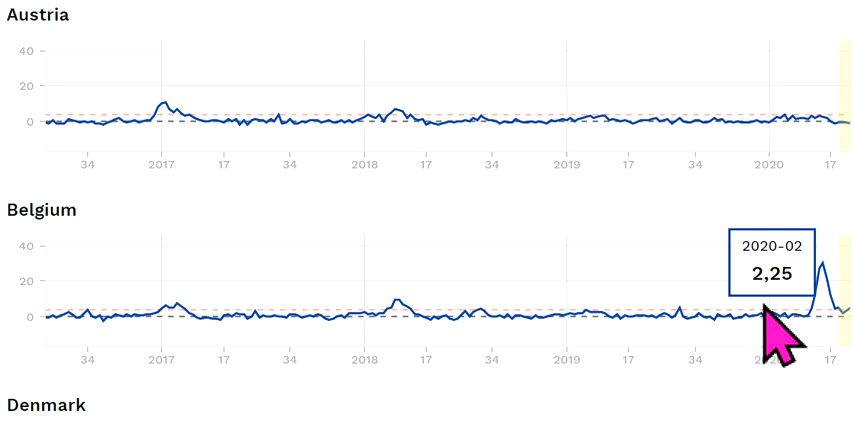 Austria
40
20
0
34 2017 17 34 2018 17 34 2019 17 34 2020 17
Belgium
2020-02
2,25
40
20
0
34 2017 17 34 2018 17 34 2019 17 34 17
Denmark